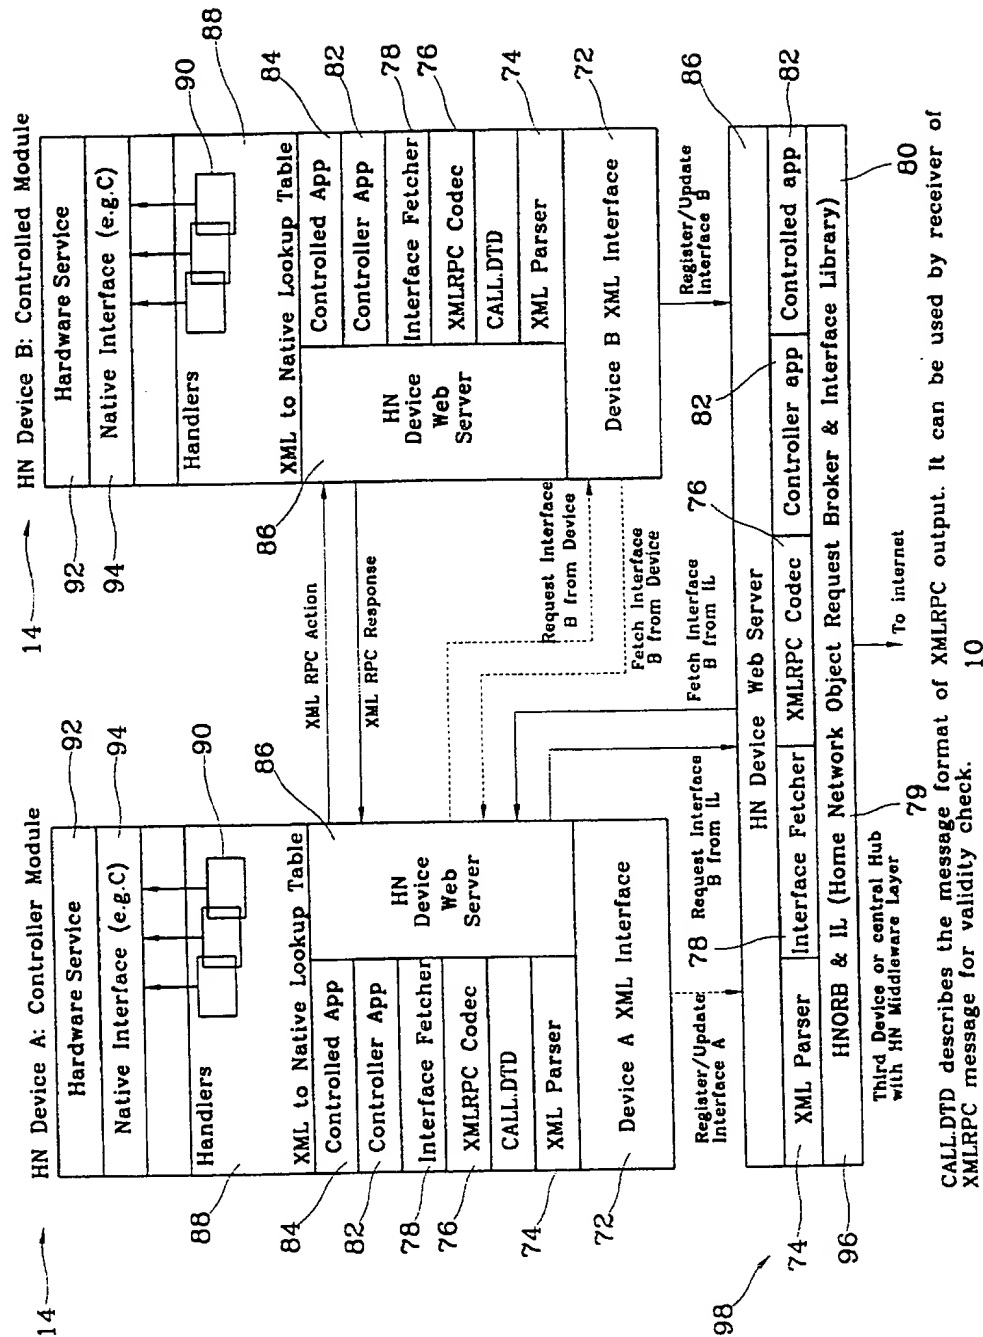 14
HN Device A: Controller Module
Hardware Service
92
Native Interface (e.g.C)
94
Handlers
90
88
XML to Native Lookup Table
84
Controlled App
82
Controller App
78
Interface Fetcher
76
XMLRPC Codec
CALL.DTD
74
XML Parser
HN
Device
Web
Server
86
72
Device A XML Interface
XML RPC Action
XML RPC Response
Request Interface
B from Device
Fetch Interface
B from Device
14
HN Device B: Controlled Module
92
Hardware Service
94
Native Interface (e.g.C)
Handlers
90
88
XML to Native Lookup Table
86
HN
Device
Web
Server
Controlled App
84
Controller App
82
Interface Fetcher
78
XMLRPC Codec
76
CALL.DTD
XML Parser
74
Device B XML Interface
72
Register/Update
Interface A
78
Request Interface
B from IL
Fetch Interface
B from IL
Register/Update
Interface B
98
HN Device Web Server
86
74
XML Parser
Interface Fetcher
XMLRPC Codec
76
Controller app
82
Controlled app
82
96
HNORB & IL (Home Network Object Request Broker & Interface Library)
80
Third Device or central Hub
with HN Middleware Layer
79
To internet
CALL.DTD describes the message format of XMLRPC output. It can be used by receiver of
XMLRPC message for validity check.
10